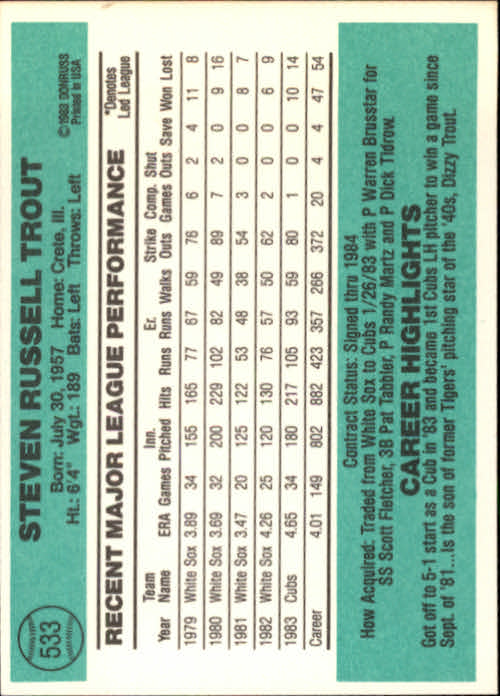 533
STEVEN RUSSELL TROUT
Born: July 30, 1957 Home: Crete, Ill.
Ht.: 6'4" Wgt.: 189 Bats: Left Throws: Left
© 1983 DONRUSS
Printed in USA
RECENT MAJOR LEAGUE PERFORMANCE
*Denotes
Led League
Team Inn. Er. Strike Comp. Shut
Year Name ERA Games Pitched Hits Runs Runs Walks Outs Games Outs Save Won Lost
1979 White Sox 3.89 34 155 165 77 67 59 76 6 2 4 11 8
1980 White Sox 3.69 32 200 229 102 82 49 89 7 2 0 9 16
1981 White Sox 3.47 20 125 122 53 48 38 54 3 0 0 8 7
1982 White Sox 4.26 25 120 130 76 57 50 62 2 0 0 6 9
1983 Cubs 4.65 34 180 217 105 93 59 80 1 0 0 10 14
Career 4.01 149 802 882 423 357 266 372 20 4 4 47 54
Contract Status: Signed thru 1984
How Acquired: Traded from White Sox to Cubs 1/26/83 with P Warren Brusstar for
SS Scott Fletcher, 3B Pat Tabbler, P Randy Martz and P Dick Tidrow.
CAREER HIGHLIGHTS
Got off to 5-1 start as a Cub in '83 and became 1st Cubs LH pitcher to win a game since
Sept. of '81...Is the son of former Tigers' pitching star of the '40s, Dizzy Trout.